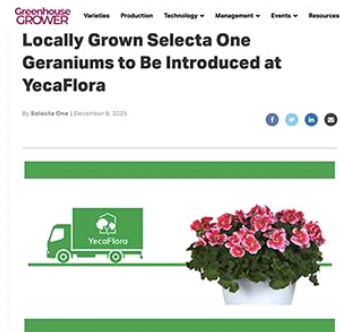 Greenhouse GROWER
Varieties Production Technology Management Events Resources
Locally Grown Selecta One
Geraniums to Be Introduced at
YecaFlora
By Selecta One | December 8, 2025
YecaFlora